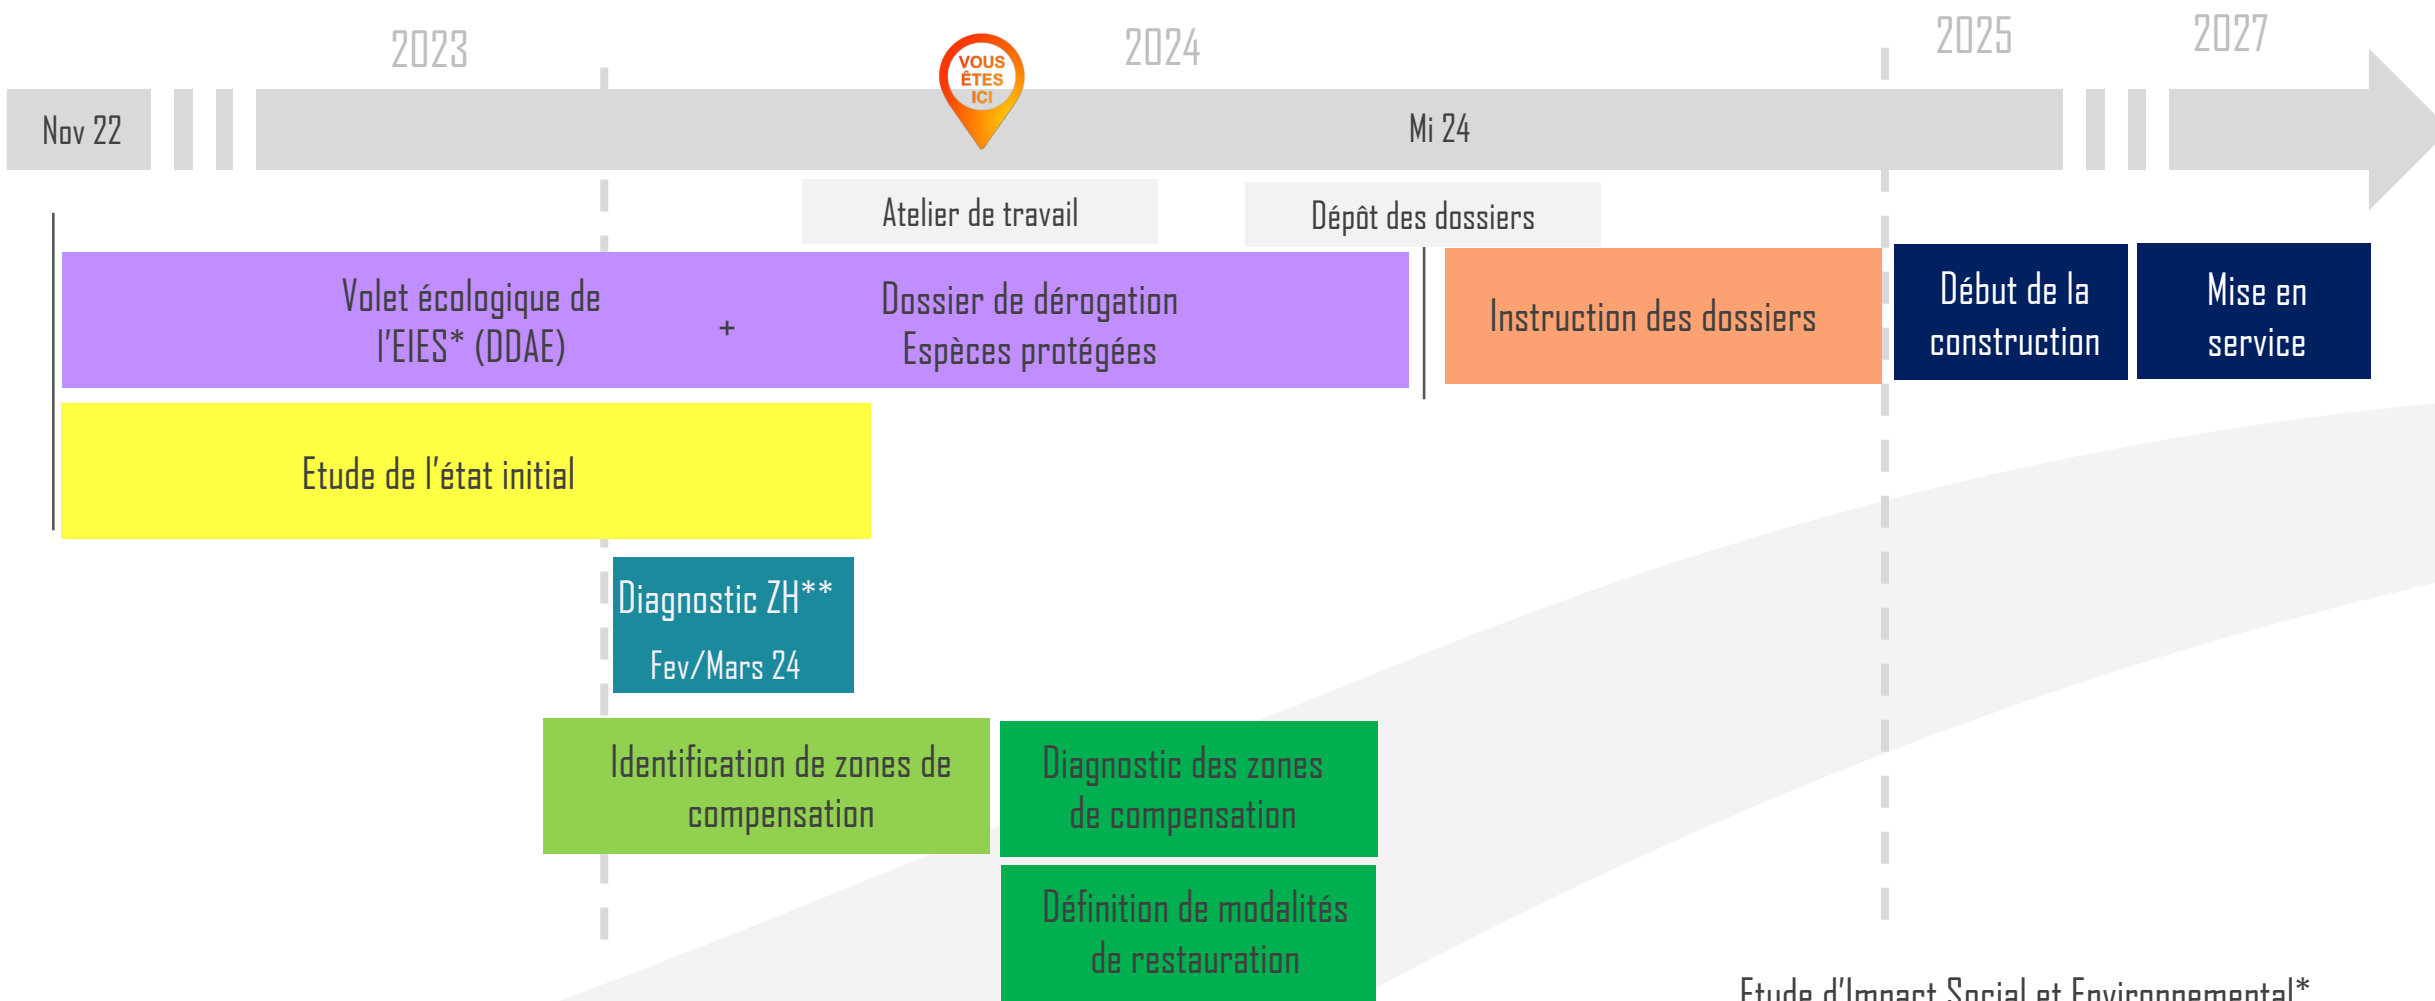 2023
2024
2025
2027
VOUS
ÊTES
ICI
Nov 22
Mi 24
Atelier de travail
Dépôt des dossiers
Volet écologique de
l'EIES* (DDAE)
+
Dossier de dérogation
Espèces protégées
Instruction des dossiers
Début de la
construction
Mise en
service
Etude de l'état initial
Diagnostic ZH**
Fev/Mars 24
Identification de zones de
compensation
Diagnostic des zones
de compensation
Définition de modalités
de restauration
Etude d'Impact Social et Environnemental*